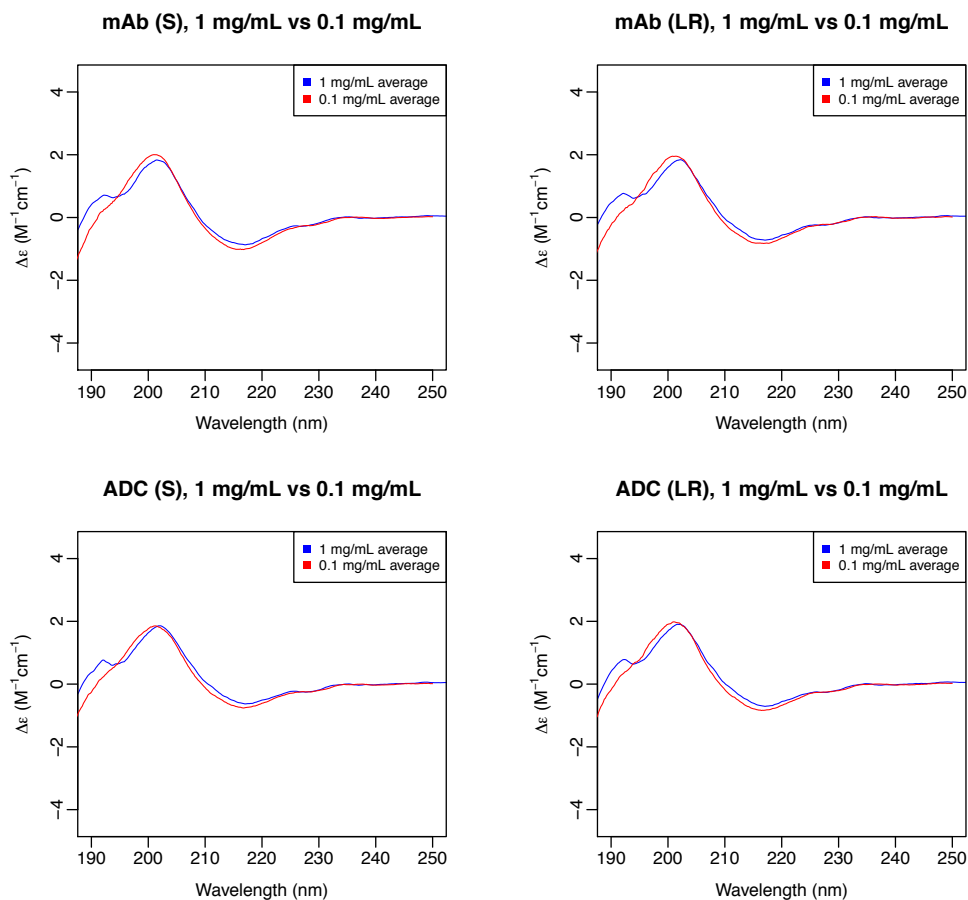 mAb (S), 1 mg/mL vs 0.1 mg/mL
1 mg/mL average
0.1 mg/mL average
4
2
0
−2
−4
Δε (M⁻¹cm⁻¹)
190 200 210 220 230 240 250
Wavelength (nm)
mAb (LR), 1 mg/mL vs 0.1 mg/mL
1 mg/mL average
0.1 mg/mL average
4
2
0
−2
−4
Δε (M⁻¹cm⁻¹)
190 200 210 220 230 240 250
Wavelength (nm)
ADC (S), 1 mg/mL vs 0.1 mg/mL
1 mg/mL average
0.1 mg/mL average
4
2
0
−2
−4
Δε (M⁻¹cm⁻¹)
190 200 210 220 230 240 250
Wavelength (nm)
ADC (LR), 1 mg/mL vs 0.1 mg/mL
1 mg/mL average
0.1 mg/mL average
4
2
0
−2
−4
Δε (M⁻¹cm⁻¹)
190 200 210 220 230 240 250
Wavelength (nm)